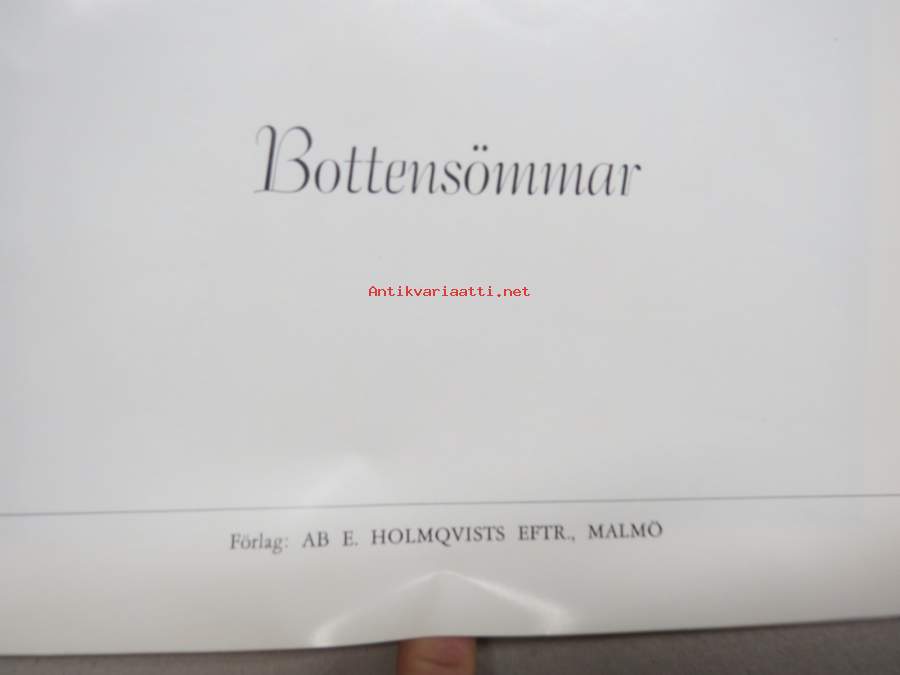 Bottensömmar
Antikvariaatti.net
Förlag: AB E. HOLMQVISTS EFTR., MALMÖ